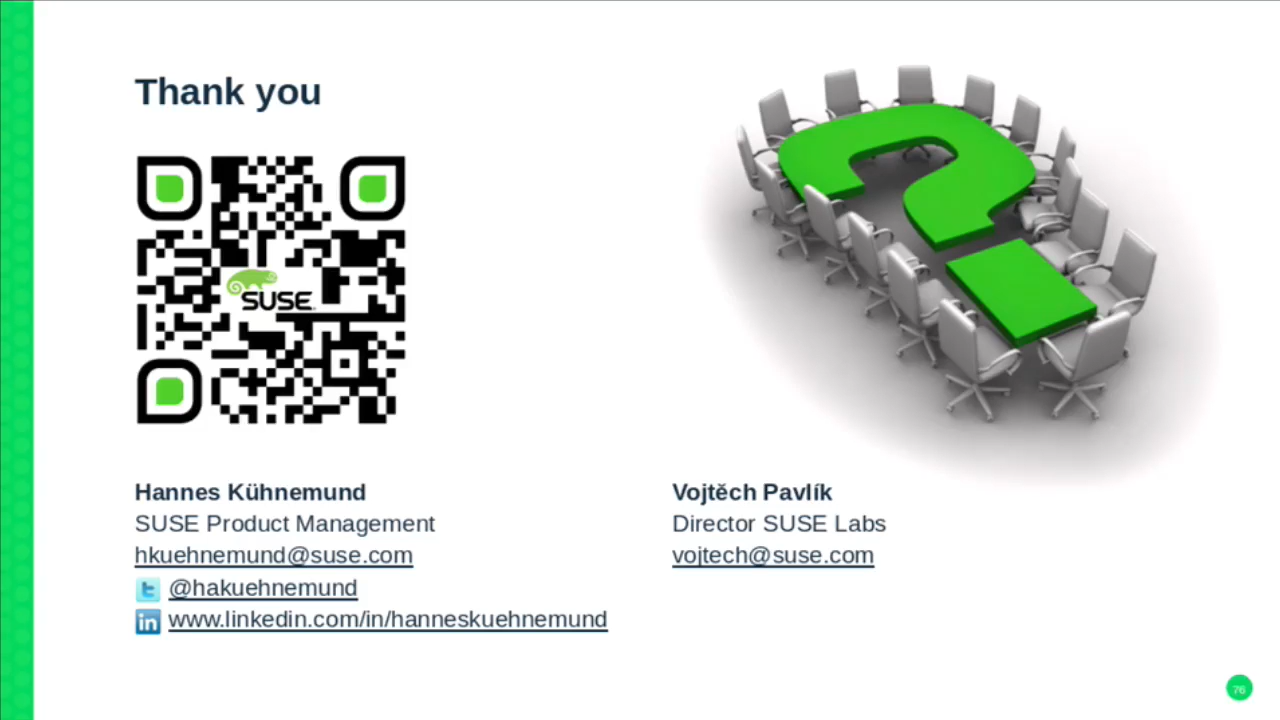 Thank you
SUSE
Hannes Kühnemund
SUSE Product Management
hkuehnemund@suse.com
@hakuehnemund
www.linkedin.com/in/hanneskuehnemund
Vojtěch Pavlík
Director SUSE Labs
vojtech@suse.com
76